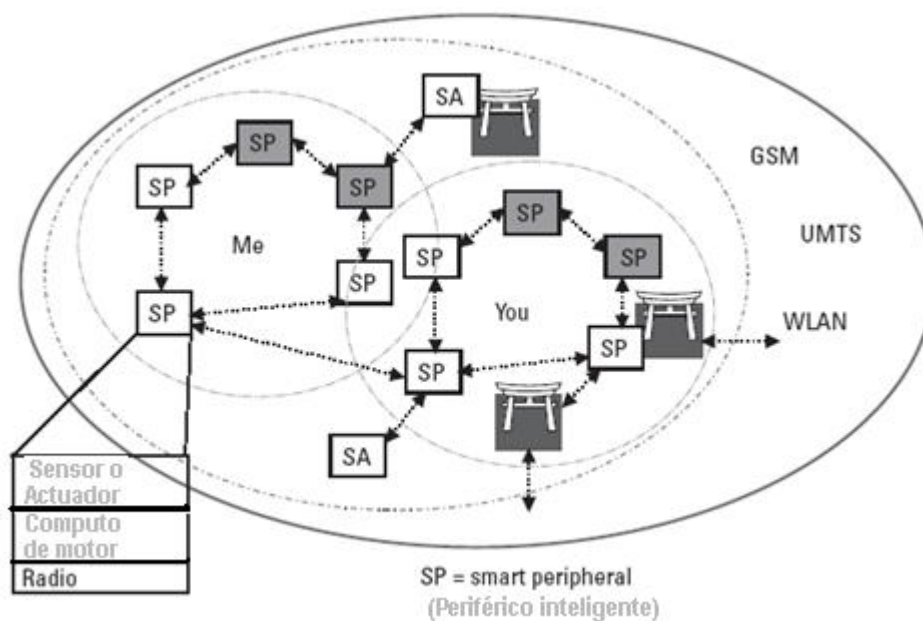 SA
GSM
SP
SP
SP
SP
UMTS
Me
SP
SP
SP
You
SP
WLAN
SP
SP
SP
SA
Sensor o
Actuador
Computo
de motor
Radio
SP = smart peripheral
(Periférico inteligente)